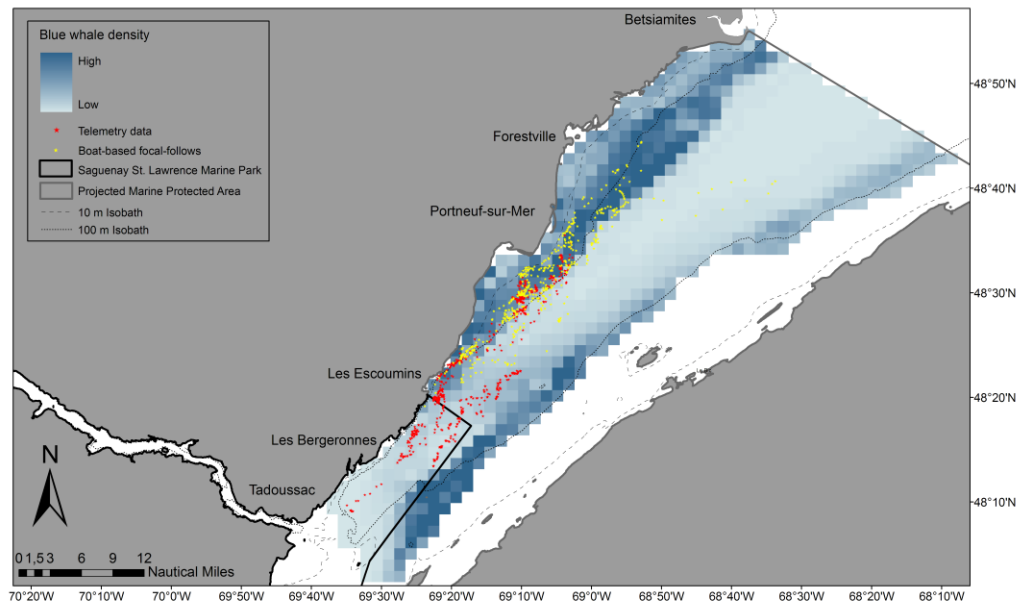 Betsiamites
Blue whale density
High
Low
Telemetry data
Boat-based focal-follows
Saguenay St. Lawrence Marine Park
Projected Marine Protected Area
10 m Isobath
100 m Isobath
Forestville
Portneuf-sur-Mer
Les Escoumins
Les Bergeronnes
Tadoussac
N
0 1,5 3 6 9 12
Nautical Miles
48°50'N
48°40'N
48°30'N
48°20'N
48°10'N
70°20'W 70°10'W 70°0'W 69°50'W 69°40'W 69°30'W 69°20'W 69°10'W 69°0'W 68°50'W 68°40'W 68°30'W 68°20'W 68°10'W